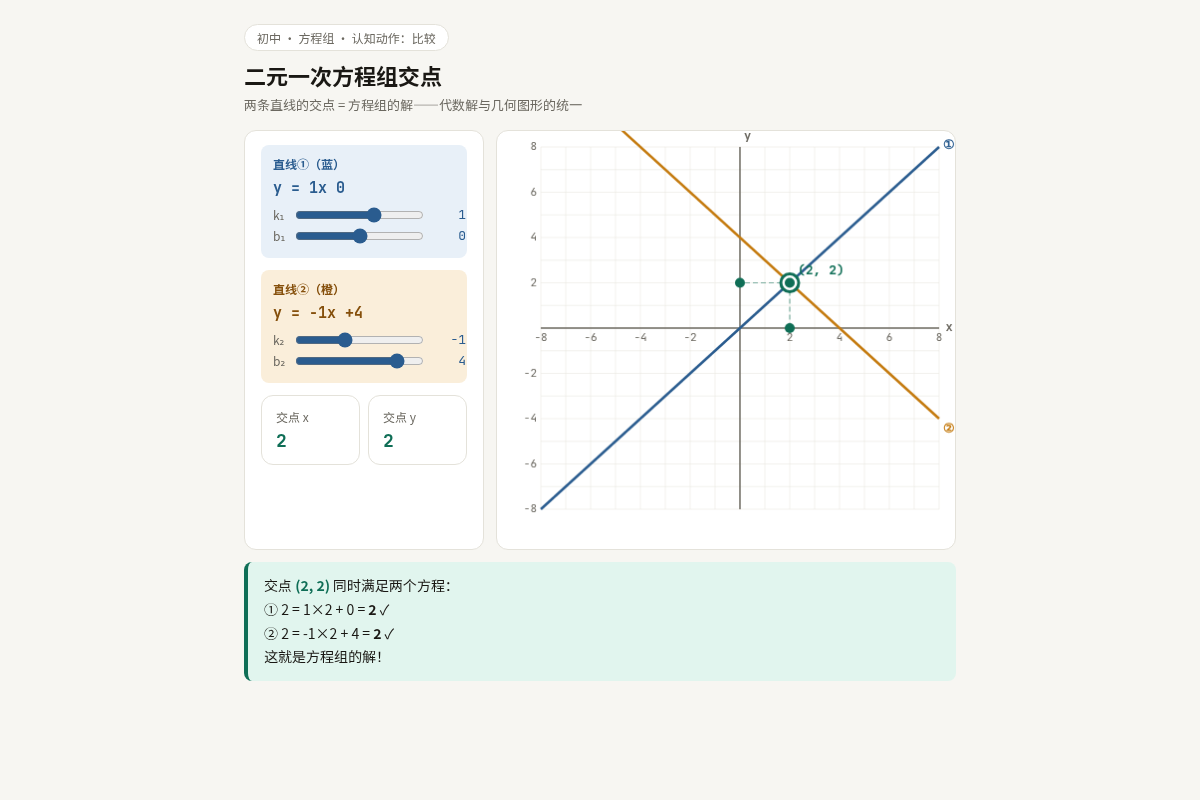 初中 · 方程组 · 认知动作：比较
二元一次方程组交点
两条直线的交点 = 方程组的解——代数解与几何图形的统一
直线①（蓝）
y = 1x 0
k₁ 1
b₁ 0
直线②（橙）
y = -1x +4
k₂ -1
b₂ 4
交点 x
2
交点 y
2
y
8
6
4
2
-2
-4
-6
-8
-8 -6 -4 -2 2 4 6 8
x
①
②
(2, 2)
交点 (2, 2) 同时满足两个方程：
① 2 = 1×2 + 0 = 2 ✓
② 2 = -1×2 + 4 = 2 ✓
这就是方程组的解！